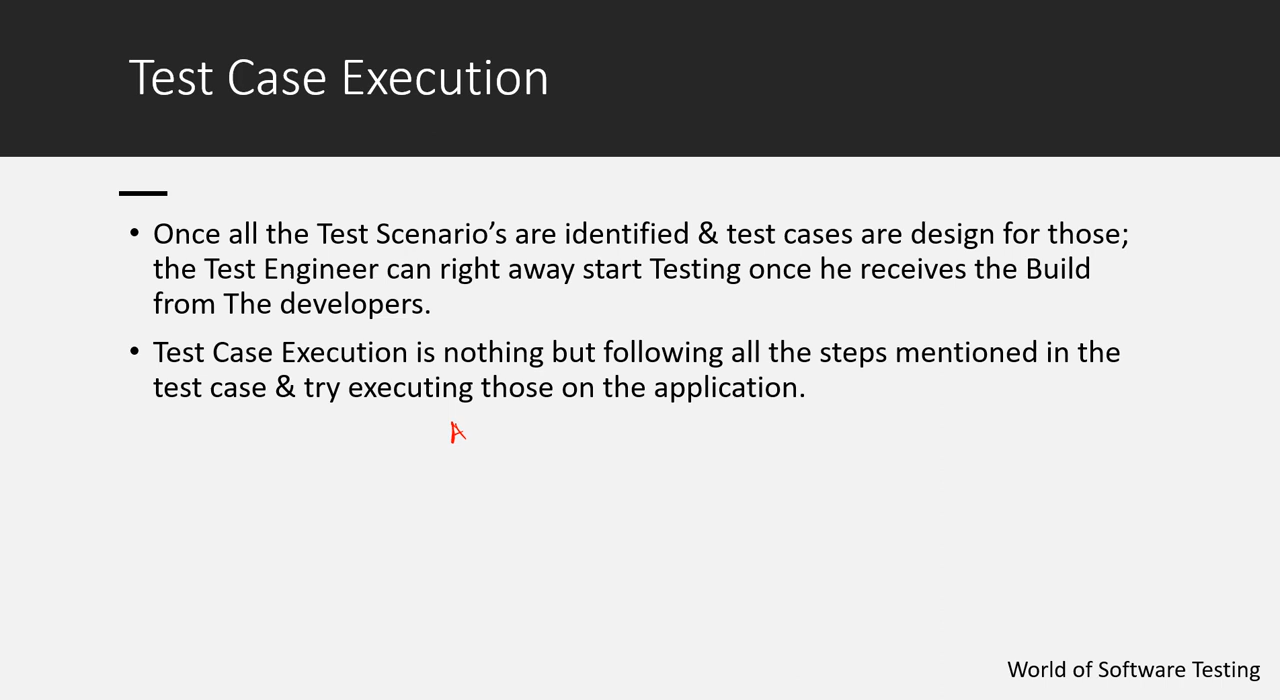 Test Case Execution
• Once all the Test Scenario’s are identified & test cases are design for those;
the Test Engineer can right away start Testing once he receives the Build
from The developers.
• Test Case Execution is nothing but following all the steps mentioned in the
test case & try executing those on the application.
A
World of Software Testing